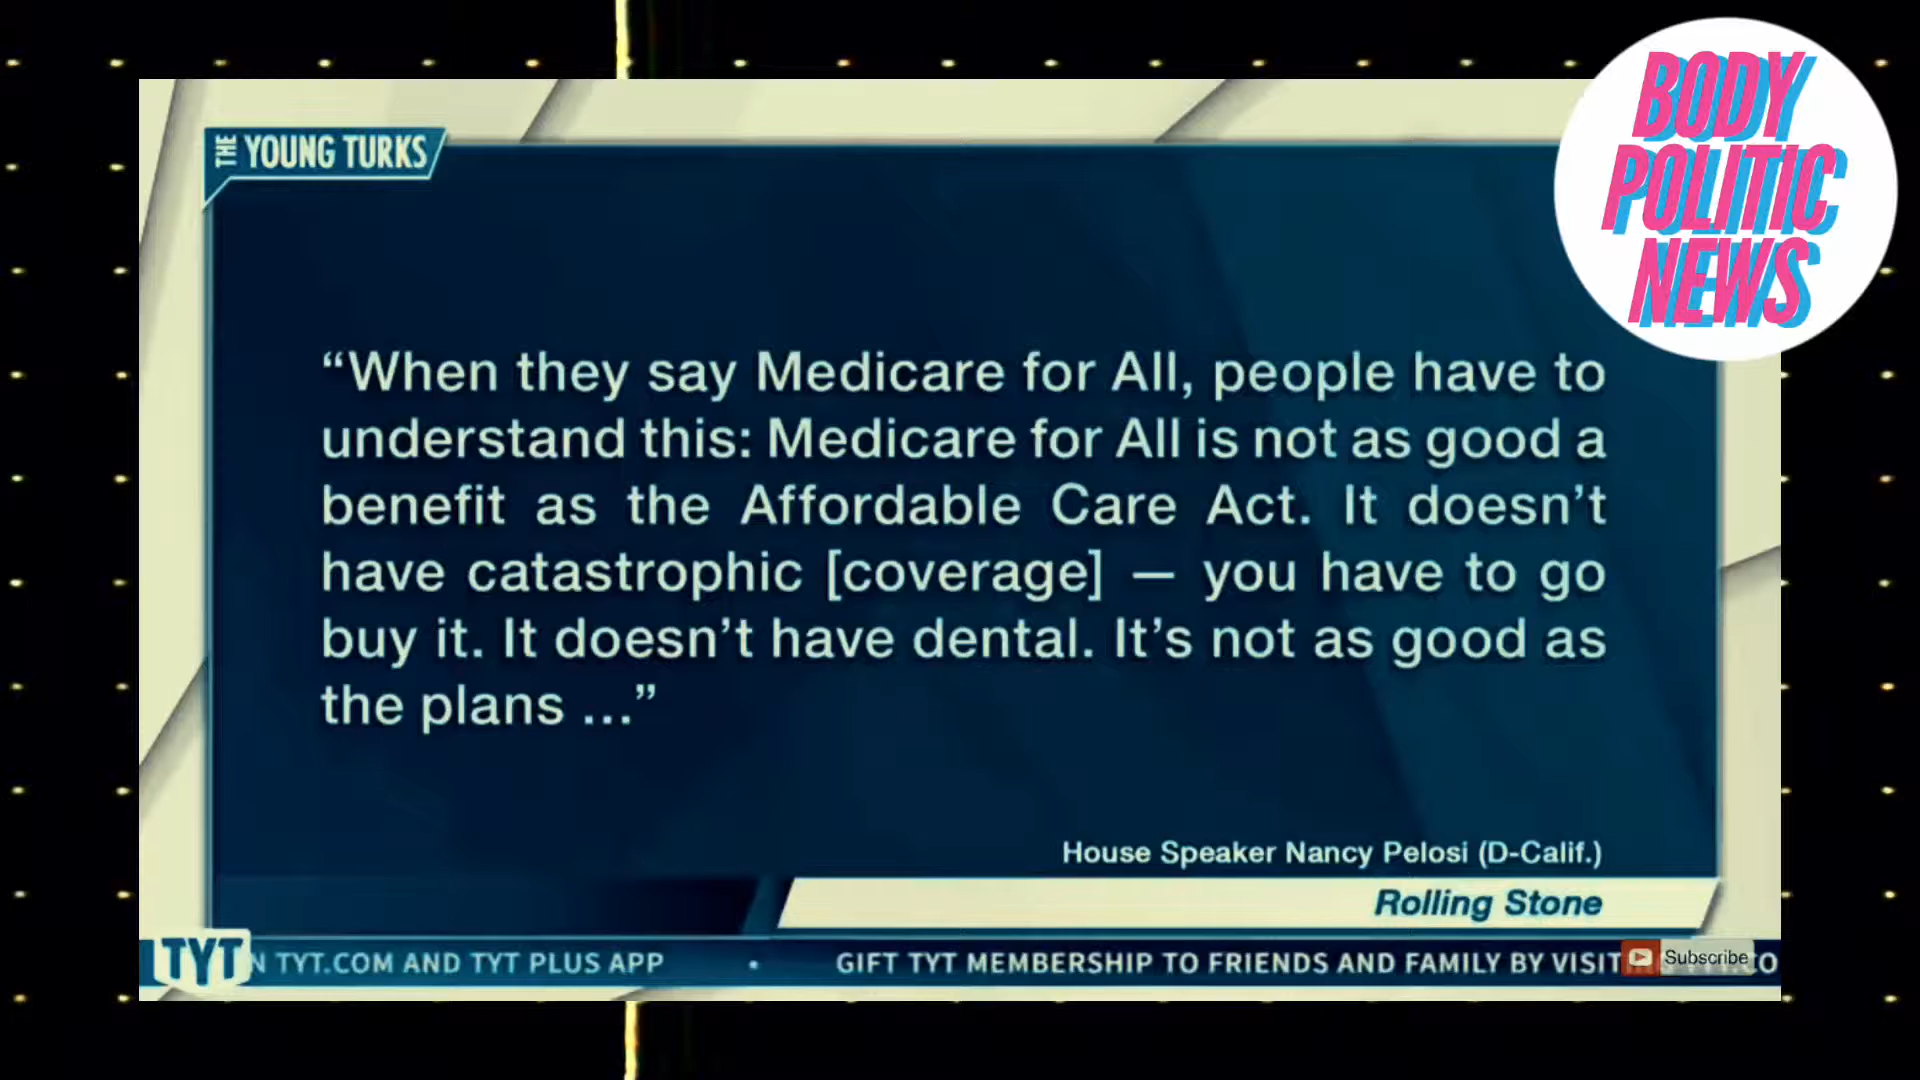 BODY
POLITIC
NEWS
THE YOUNG TURKS
“When they say Medicare for All, people have to
understand this: Medicare for All is not as good a
benefit as the Affordable Care Act. It doesn’t
have catastrophic [coverage] — you have to go
buy it. It doesn’t have dental. It’s not as good as
the plans ...”
House Speaker Nancy Pelosi (D-Calif.)
Rolling Stone
TYT N TYT.COM AND TYT PLUS APP • GIFT TYT MEMBERSHIP TO FRIENDS AND FAMILY BY VISIT
Subscribe